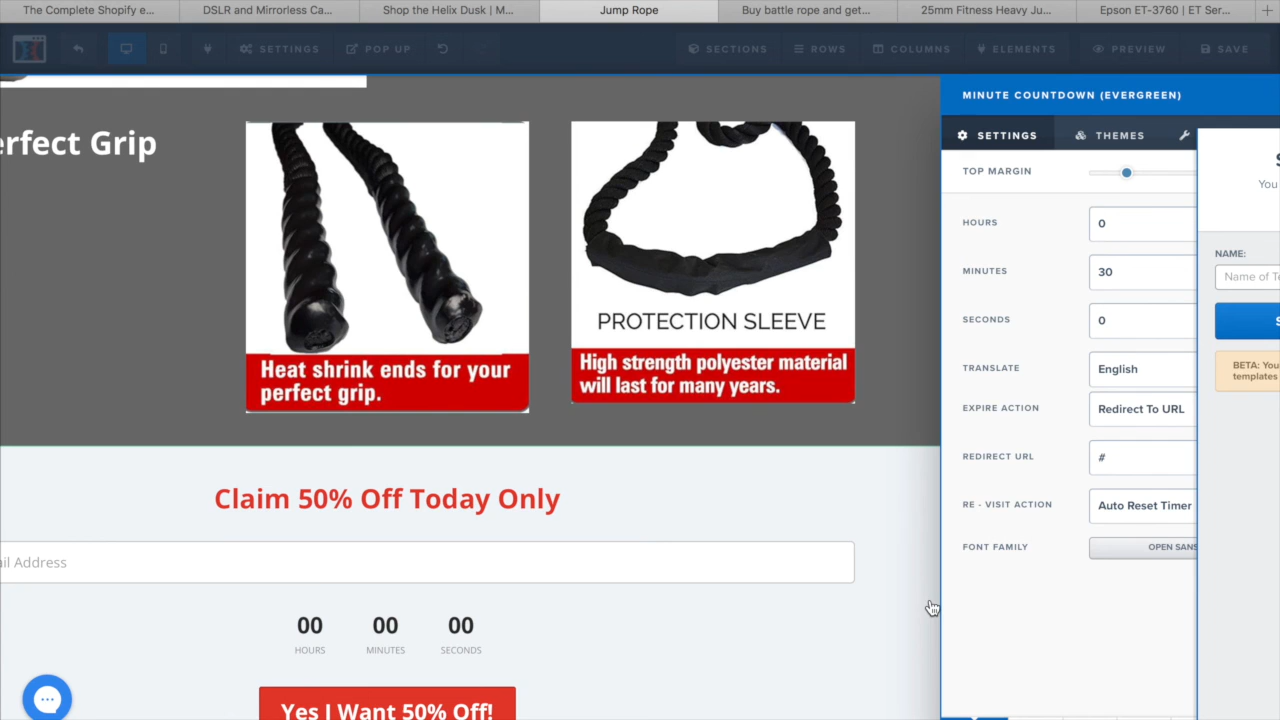 The Complete Shopify e...
DSLR and Mirrorless Ca...
Shop the Helix Dusk | M...
Jump Rope
Buy battle rope and get...
25mm Fitness Heavy Ju...
Epson ET-3760 | ET Ser...
SETTINGS
POP UP
SECTIONS
ROWS
COLUMNS
ELEMENTS
PREVIEW
SAVE
erfect Grip
Heat shrink ends for your
perfect grip.
PROTECTION SLEEVE
High strength polyester material
will last for many years.
Claim 50% Off Today Only
ail Address
00 00 00
HOURS MINUTES SECONDS
Yes I Want 50% Off!
MINUTE COUNTDOWN (EVERGREEN)
SETTINGS
THEMES
TOP MARGIN
HOURS 0
MINUTES 30
SECONDS 0
TRANSLATE English
EXPIRE ACTION Redirect To URL
REDIRECT URL #
RE - VISIT ACTION Auto Reset Timer
FONT FAMILY OPEN SANS
You
NAME:
Name of Te
BETA: You
templates